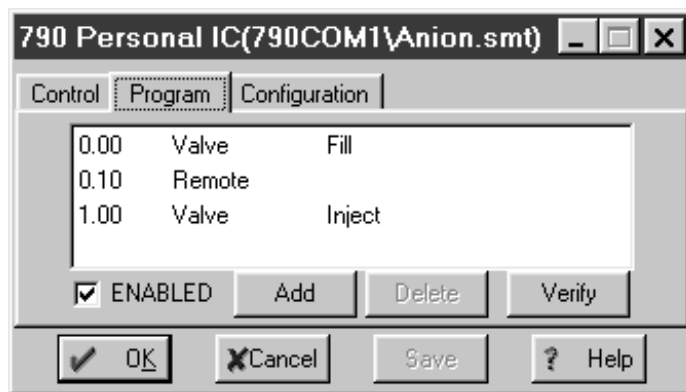 790 Personal IC(790COM1\Anion.smt)
Control Program Configuration
0.00 Valve Fill
0.10 Remote
1.00 Valve Inject
ENABLED Add Delete Verify
OK Cancel Save ? Help